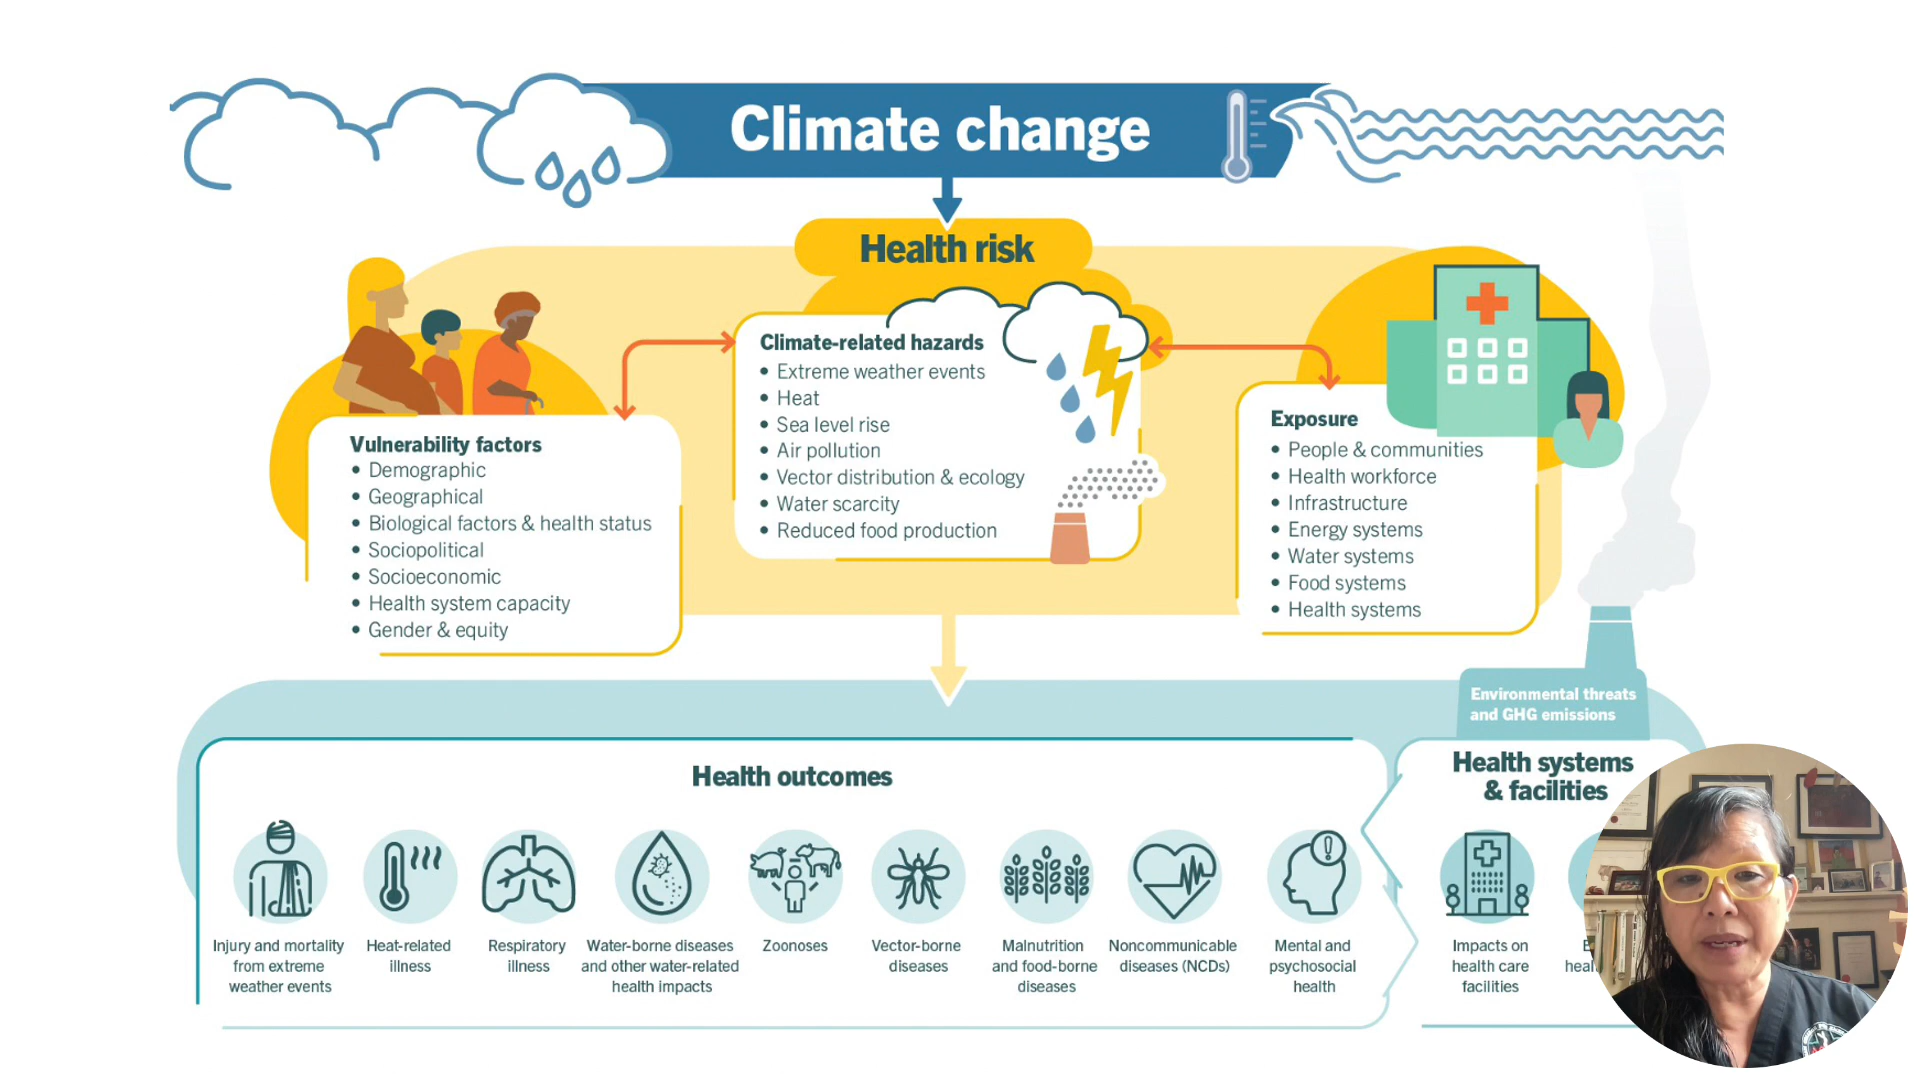 Climate change
Health risk
Vulnerability factors
• Demographic
• Geographical
• Biological factors & health status
• Sociopolitical
• Socioeconomic
• Health system capacity
• Gender & equity
Climate-related hazards
• Extreme weather events
• Heat
• Sea level rise
• Air pollution
• Vector distribution & ecology
• Water scarcity
• Reduced food production
Exposure
• People & communities
• Health workforce
• Infrastructure
• Energy systems
• Water systems
• Food systems
• Health systems
Environmental threats
and GHG emissions
Health outcomes
Injury and mortality
from extreme
weather events
Heat-related
illness
Respiratory
illness
Water-borne diseases
and other water-related
health impacts
Zoonoses
Vector-borne
diseases
Malnutrition
and food-borne
diseases
Noncommunicable
diseases (NCDs)
Mental and
psychosocial
health
Health systems
& facilities
Impacts on
health care
facilities